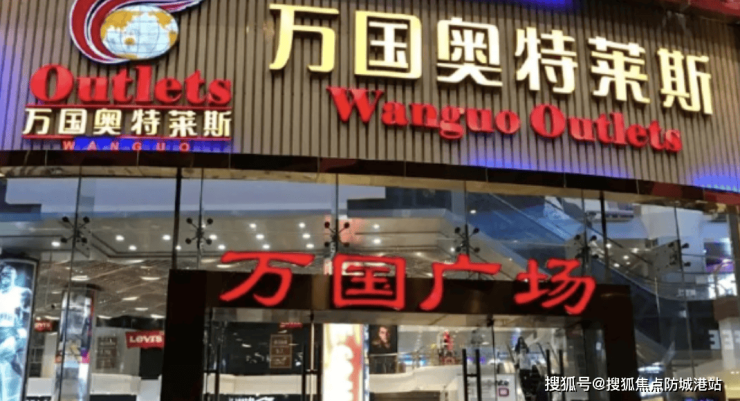 万国奥特莱斯
Wanguo Outlets
Outlets
万国奥特莱斯
WANGUO
万国广场
LEVI'S
搜狐号@搜狐焦点防城港站